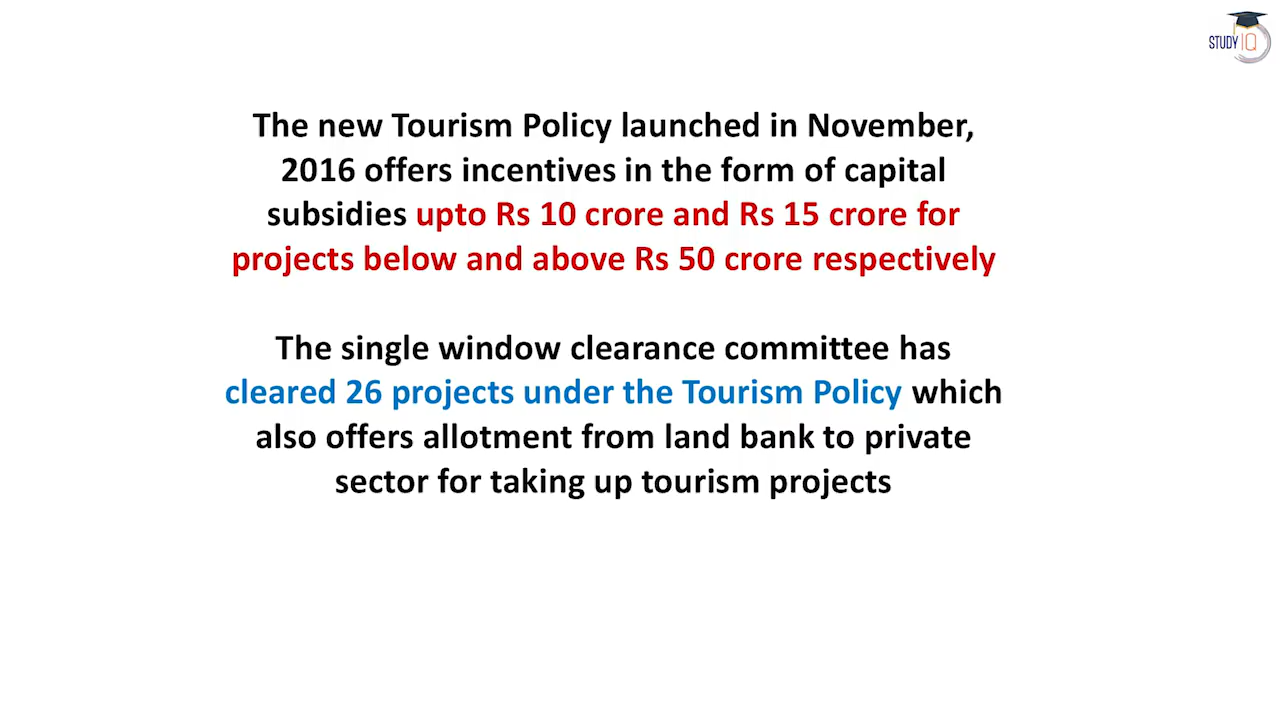 STUDY IQ
The new Tourism Policy launched in November,
2016 offers incentives in the form of capital
subsidies upto Rs 10 crore and Rs 15 crore for
projects below and above Rs 50 crore respectively
The single window clearance committee has
cleared 26 projects under the Tourism Policy which
also offers allotment from land bank to private
sector for taking up tourism projects